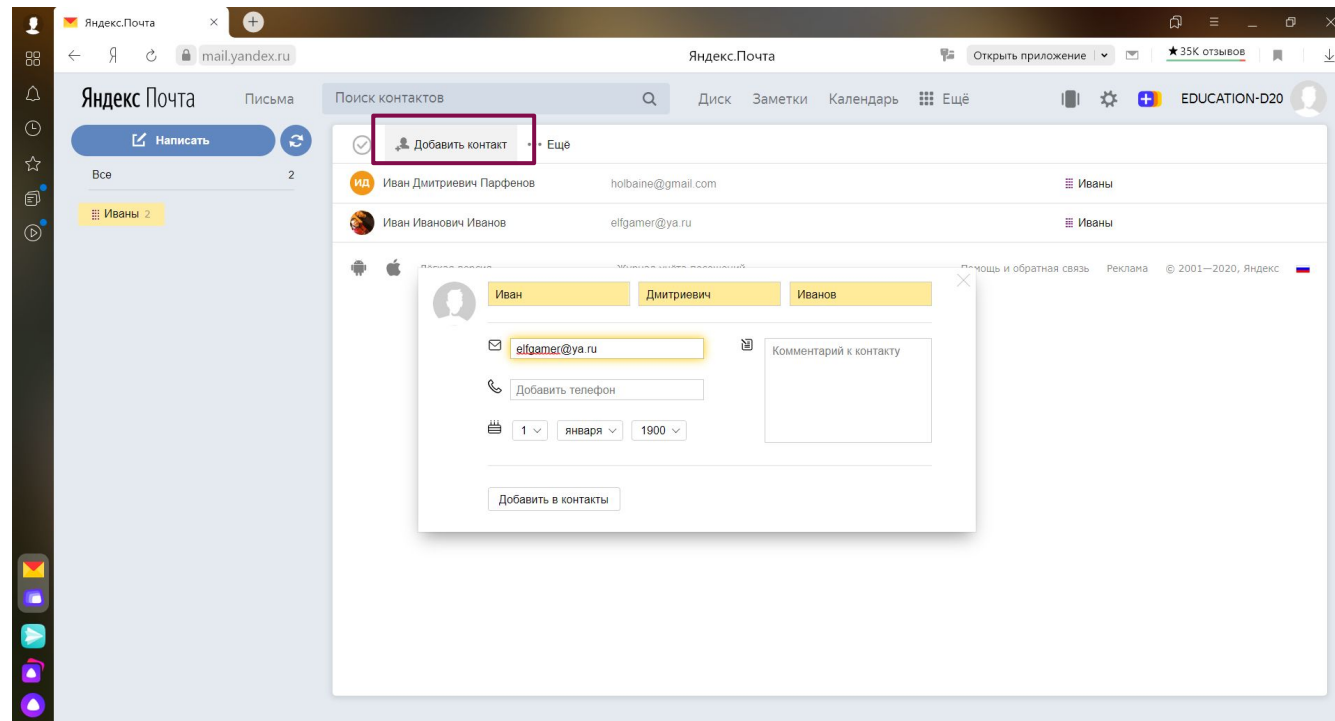 Яндекс.Почта
mail.yandex.ru
Яндекс.Почта
Открыть приложение
★35K отзывов
Яндекс Почта
Письма
Поиск контактов
Диск Заметки Календарь Ещё
EDUCATION-D20
Написать
Добавить контакт
Ещё
Все 2
Иваны 2
Иван Дмитриевич Парфенов holbaine@gmail.com Иваны
ИД
Иван Иванович Иванов elfgamer@ya.ru Иваны
Помощь и обратная связь Реклама © 2001—2020, Яндекс
Иван Дмитриевич Иванов
elfgamer@ya.ru
Комментарий к контакту
Добавить телефон
1 января 1900
Добавить в контакты